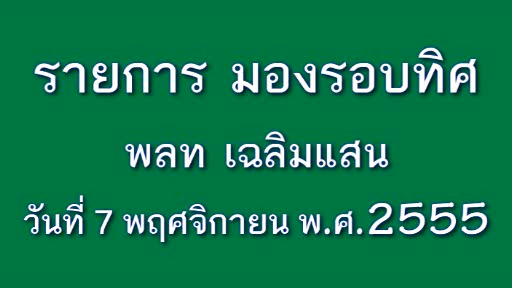 รายการ มองรอบทิศ
พลท เฉลิมแสน
วันที่ 7 พฤศจิกายน พ.ศ.2555